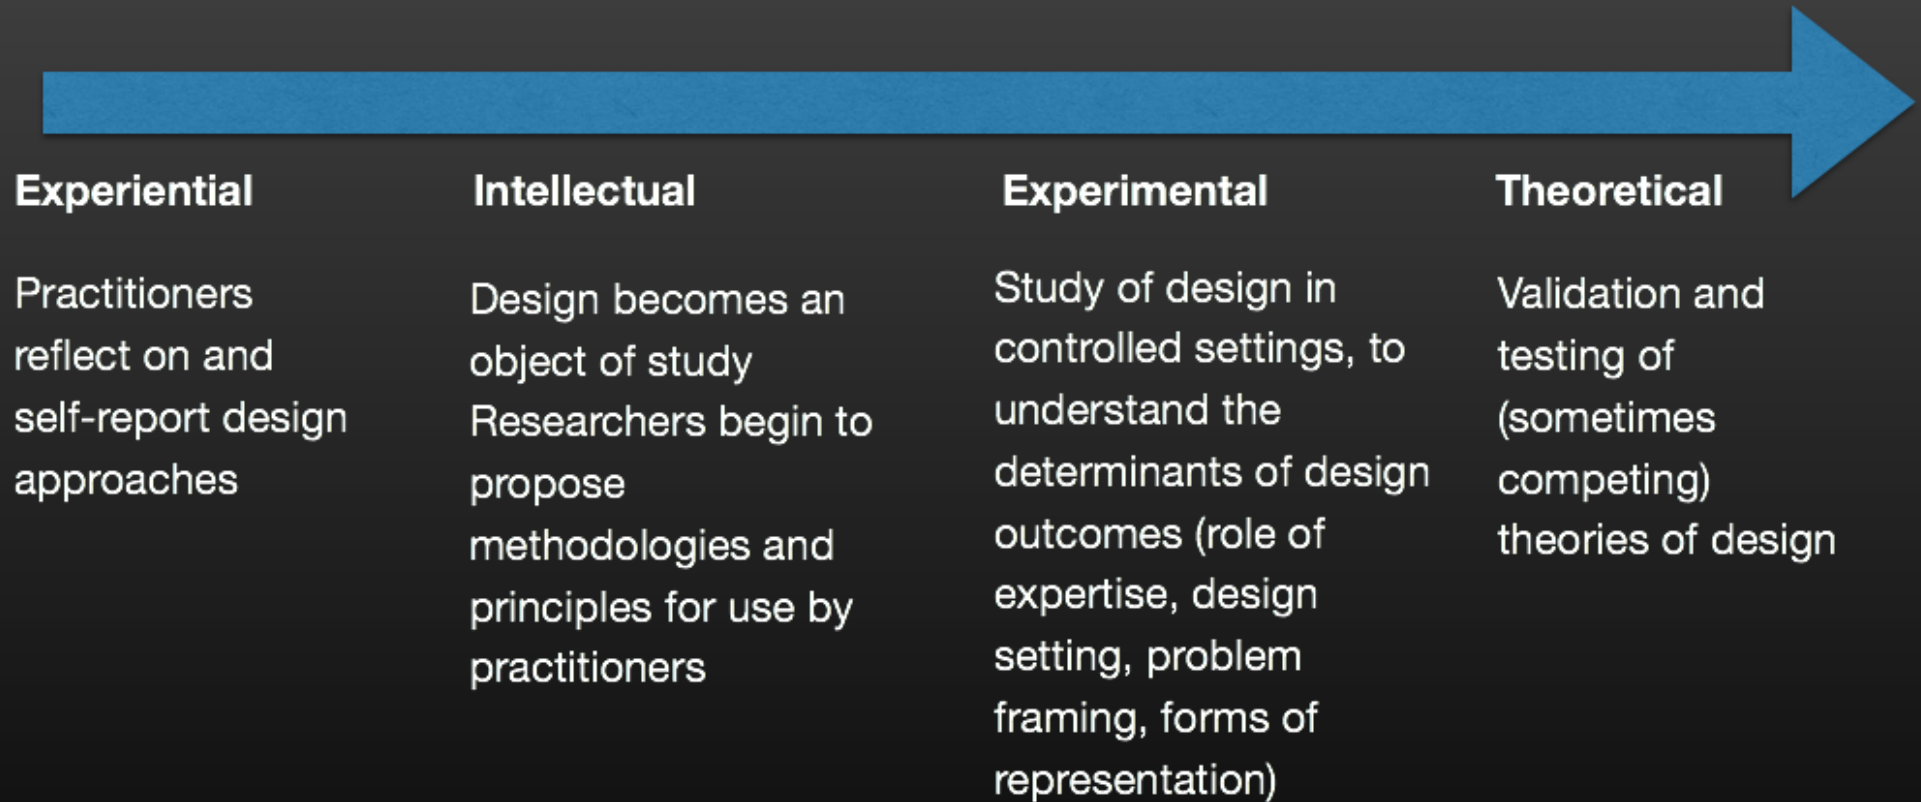 Experiential
Practitioners
reflect on and
self-report design
approaches
Intellectual
Design becomes an
object of study
Researchers begin to
propose
methodologies and
principles for use by
practitioners
Experimental
Study of design in
controlled settings, to
understand the
determinants of design
outcomes (role of
expertise, design
setting, problem
framing, forms of
representation)
Theoretical
Validation and
testing of
(sometimes
competing)
theories of design